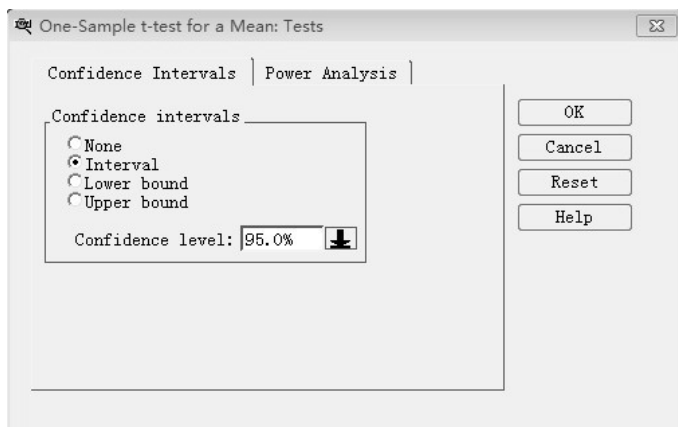 One-Sample t-test for a Mean: Tests
Confidence Intervals
Power Analysis
Confidence intervals
None
Interval
Lower bound
Upper bound
Confidence level: 95.0%
OK
Cancel
Reset
Help